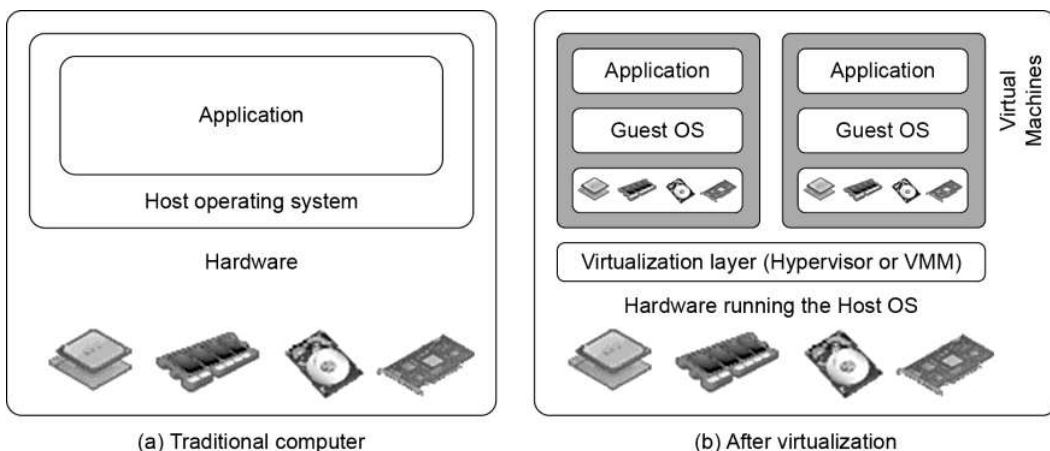 Application
Host operating system
Hardware
(a) Traditional computer
Application
Guest OS
Application
Guest OS
Virtual
Machines
Virtualization layer (Hypervisor or VMM)
Hardware running the Host OS
(b) After virtualization